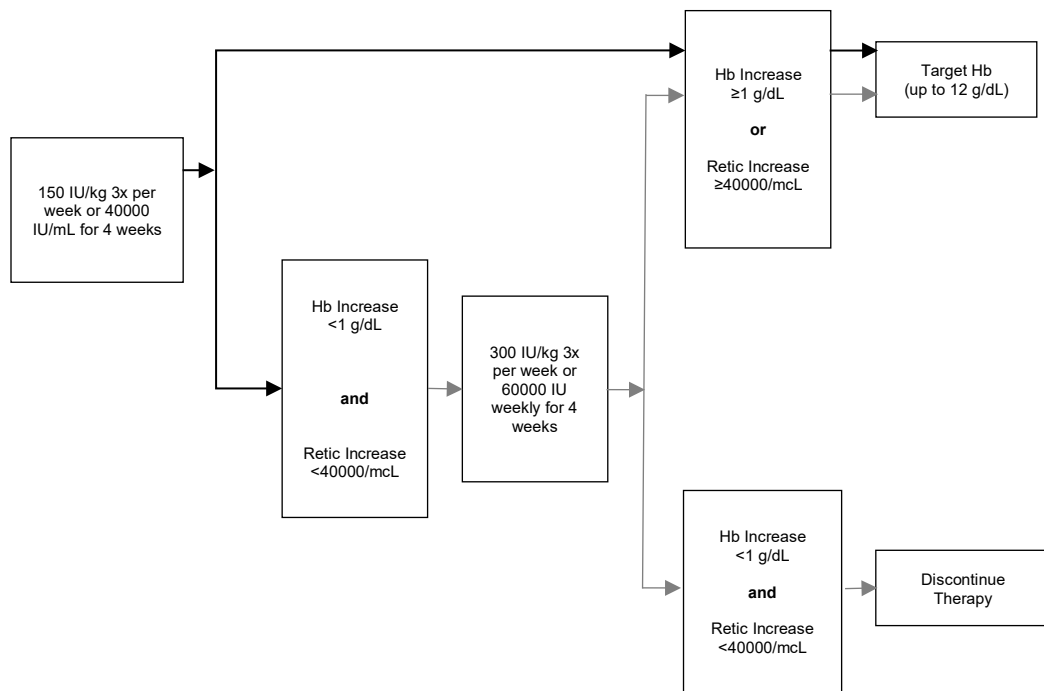 150 IU/kg 3x per
week or 40000
IU/mL for 4 weeks
Hb Increase
<1 g/dL
and
Retic Increase
<40000/mcL
300 IU/kg 3x
per week or
60000 IU
weekly for 4
weeks
Hb Increase
≥1 g/dL
or
Retic Increase
≥40000/mcL
Target Hb
(up to 12 g/dL)
Hb Increase
<1 g/dL
and
Retic Increase
<40000/mcL
Discontinue
Therapy